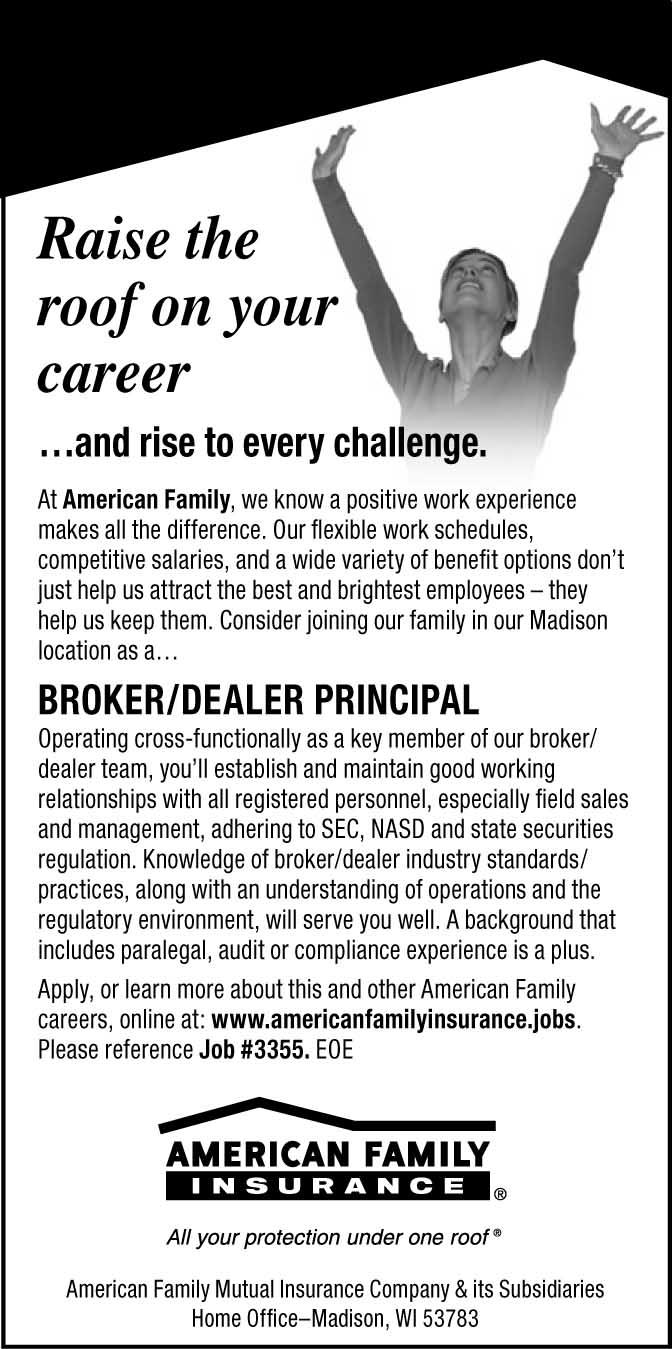 Raise the
roof on your
career
…and rise to every challenge.
At American Family, we know a positive work experience
makes all the difference. Our flexible work schedules,
competitive salaries, and a wide variety of benefit options don’t
just help us attract the best and brightest employees – they
help us keep them. Consider joining our family in our Madison
location as a…
BROKER/DEALER PRINCIPAL
Operating cross-functionally as a key member of our broker/
dealer team, you’ll establish and maintain good working
relationships with all registered personnel, especially field sales
and management, adhering to SEC, NASD and state securities
regulation. Knowledge of broker/dealer industry standards/
practices, along with an understanding of operations and the
regulatory environment, will serve you well. A background that
includes paralegal, audit or compliance experience is a plus.
Apply, or learn more about this and other American Family
careers, online at: www.americanfamilyinsurance.jobs.
Please reference Job #3355. EOE
AMERICAN FAMILY
INSURANCE ®
All your protection under one roof ®
American Family Mutual Insurance Company & its Subsidiaries
Home Office–Madison, WI 53783